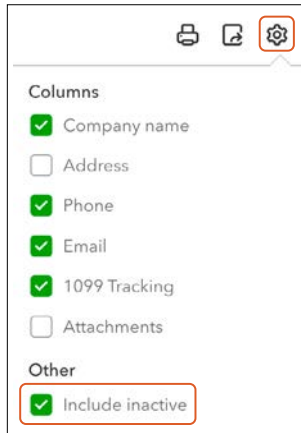 Columns
Company name
Address
Phone
Email
1099 Tracking
Attachments
Other
Include inactive